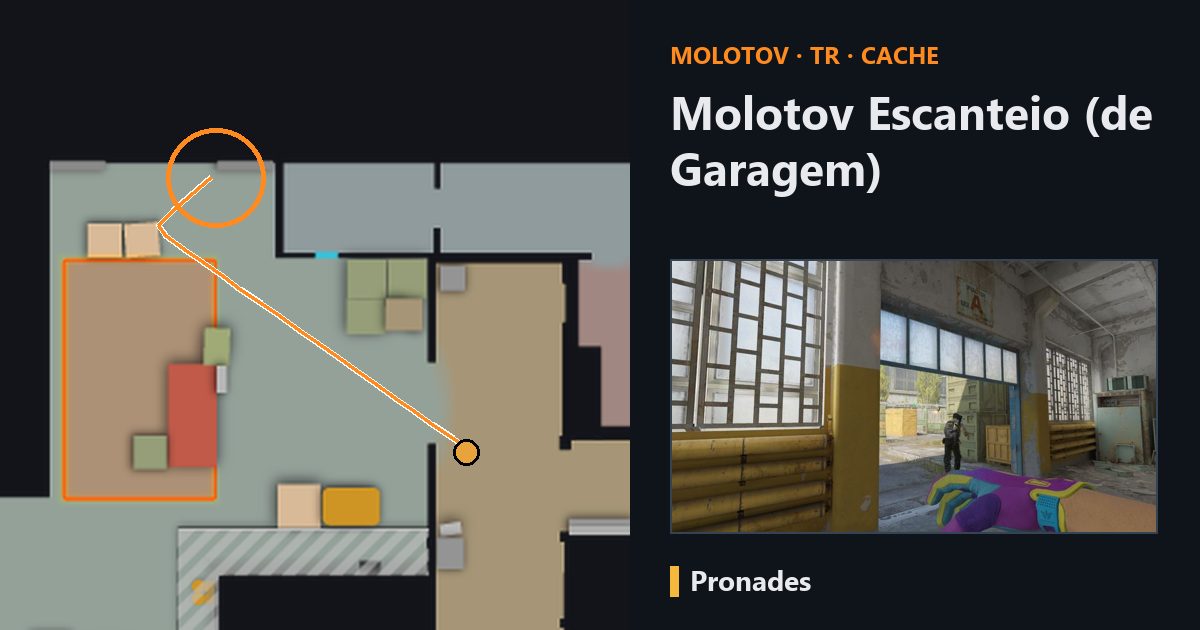 MOLOTOV · TR · CACHE
Molotov Escanteio (de
Garagem)
A
Pronades